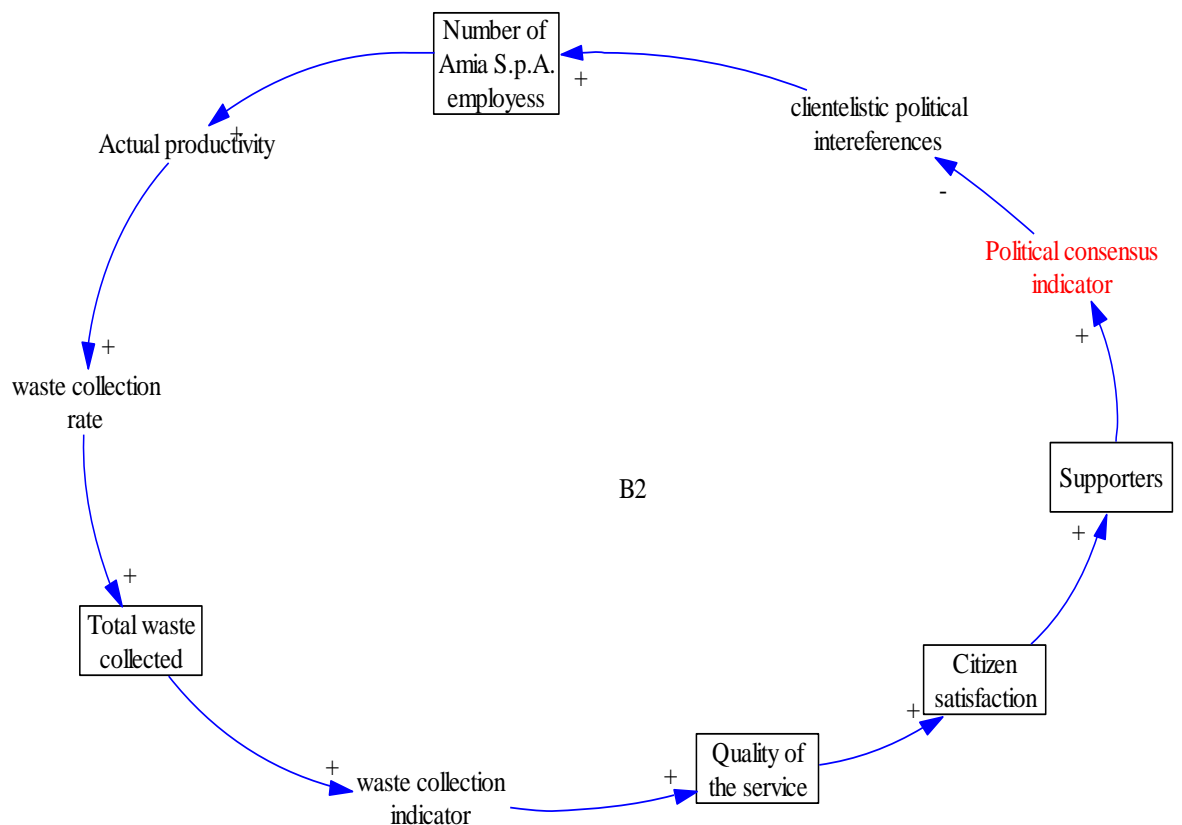 Number of
Amia S.p.A.
employess
+
clientelistic political
intereferences
+
Actual productivity
-
Political consensus
indicator
+
+
waste collection
rate
Supporters
B2
+
+
Total waste
collected
Citizen
satisfaction
+
Quality of
the service
+
+
waste collection
indicator